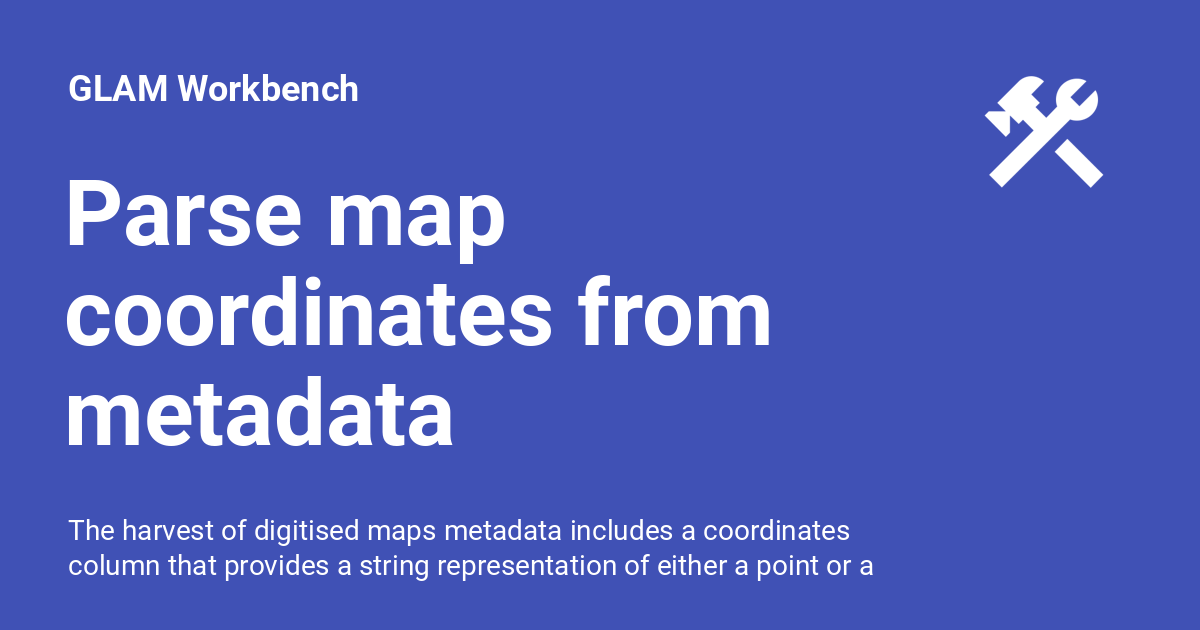 GLAM Workbench
Parse map
coordinates from
metadata
The harvest of digitised maps metadata includes a coordinates
column that provides a string representation of either a point or a